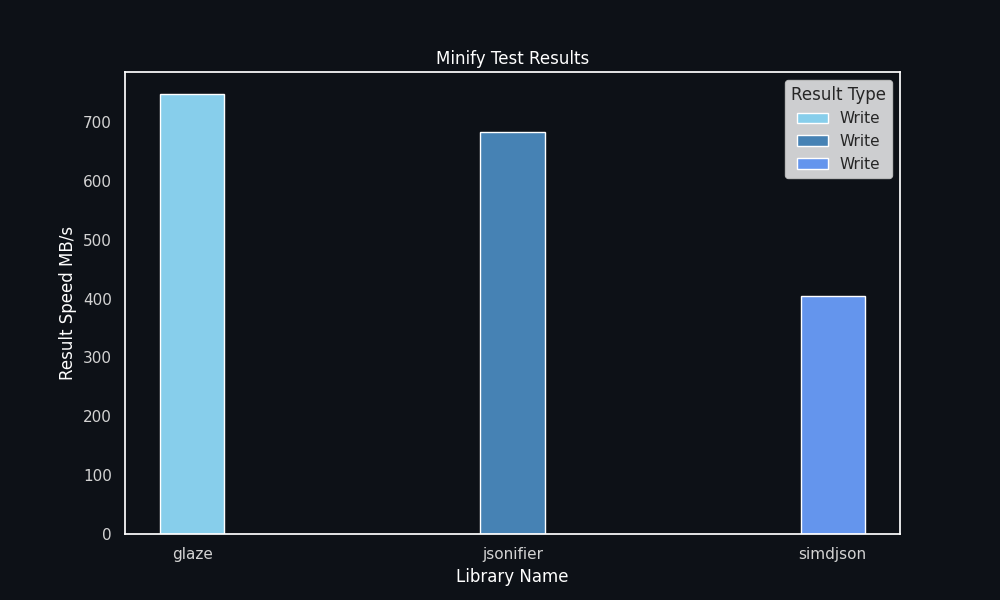 Minify Test Results
Result Type
Write
Write
Write
Result Speed MB/s
700
600
500
400
300
200
100
0
glaze
jsonifier
simdjson
Library Name